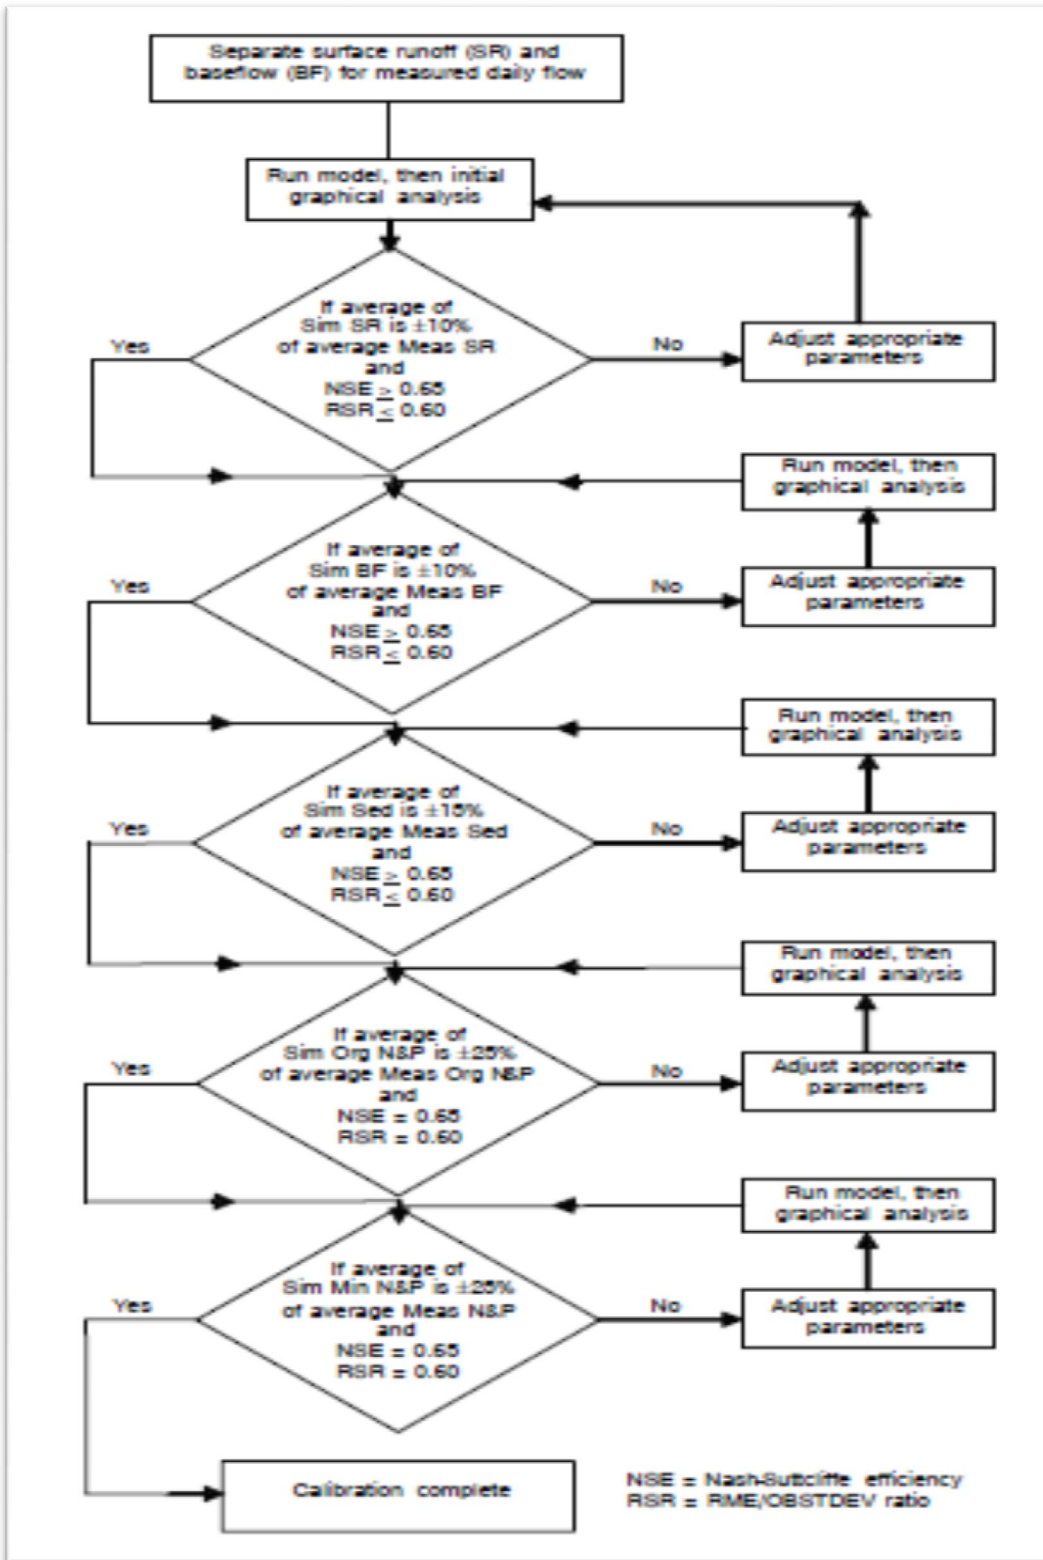 Separate surface runoff (SR) and
baseflow (BF) for measured daily flow
Run model, then initial
graphical analysis
If average of
Sim SR is ±10%
of average Meas SR
and
NSE ≥ 0.65
RSR ≤ 0.60
Yes
No
Adjust appropriate
parameters
Run model, then
graphical analysis
If average of
Sim BF is ±10%
of average Meas BF
and
NSE ≥ 0.65
RSR ≤ 0.60
Yes
No
Adjust appropriate
parameters
Run model, then
graphical analysis
If average of
Sim Sed is ±15%
of average Meas Sed
and
NSE ≥ 0.65
RSR ≤ 0.60
Yes
No
Adjust appropriate
parameters
Run model, then
graphical analysis
If average of
Sim Org N&P is ±25%
of average Meas Org N&P
and
NSE = 0.65
RSR = 0.60
Yes
No
Adjust appropriate
parameters
Run model, then
graphical analysis
If average of
Sim Min N&P is ±25%
of average Meas N&P
and
NSE = 0.65
RSR = 0.60
Yes
No
Adjust appropriate
parameters
Calibration complete
NSE = Nash-Suttcliffe efficiency
RSR = RME/OBSTDEV ratio